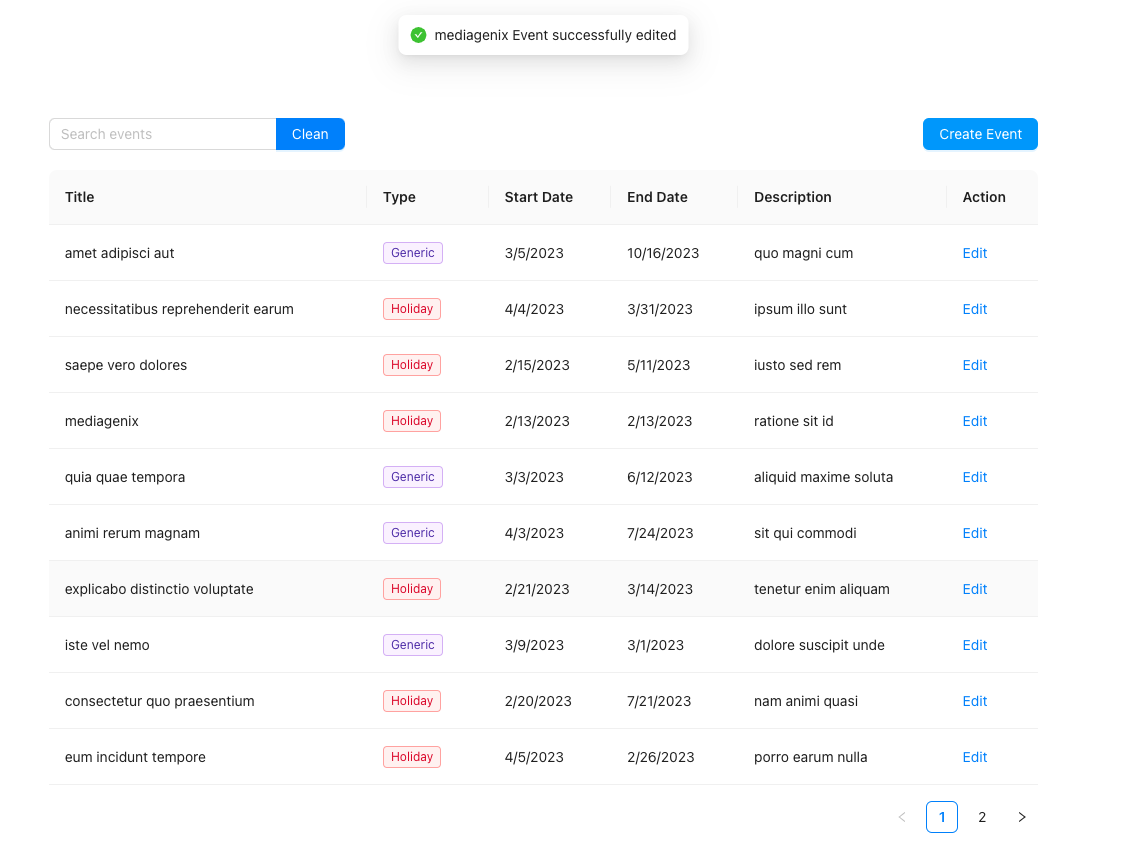 mediagenix Event successfully edited
Search events Clean Create Event
Title Type Start Date End Date Description Action
amet adipisci aut Generic 3/5/2023 10/16/2023 quo magni cum Edit
necessitatibus reprehenderit earum Holiday 4/4/2023 3/31/2023 ipsum illo sunt Edit
saepe vero dolores Holiday 2/15/2023 5/11/2023 iusto sed rem Edit
mediagenix Holiday 2/13/2023 2/13/2023 ratione sit id Edit
quia quae tempora Generic 3/3/2023 6/12/2023 aliquid maxime soluta Edit
animi rerum magnam Generic 4/3/2023 7/24/2023 sit qui commodi Edit
explicabo distinctio voluptate Holiday 2/21/2023 3/14/2023 tenetur enim aliquam Edit
iste vel nemo Generic 3/9/2023 3/1/2023 dolore suscipit unde Edit
consectetur quo praesentium Holiday 2/20/2023 7/21/2023 nam animi quasi Edit
eum incidunt tempore Holiday 4/5/2023 2/26/2023 porro earum nulla Edit
< 1 2 >